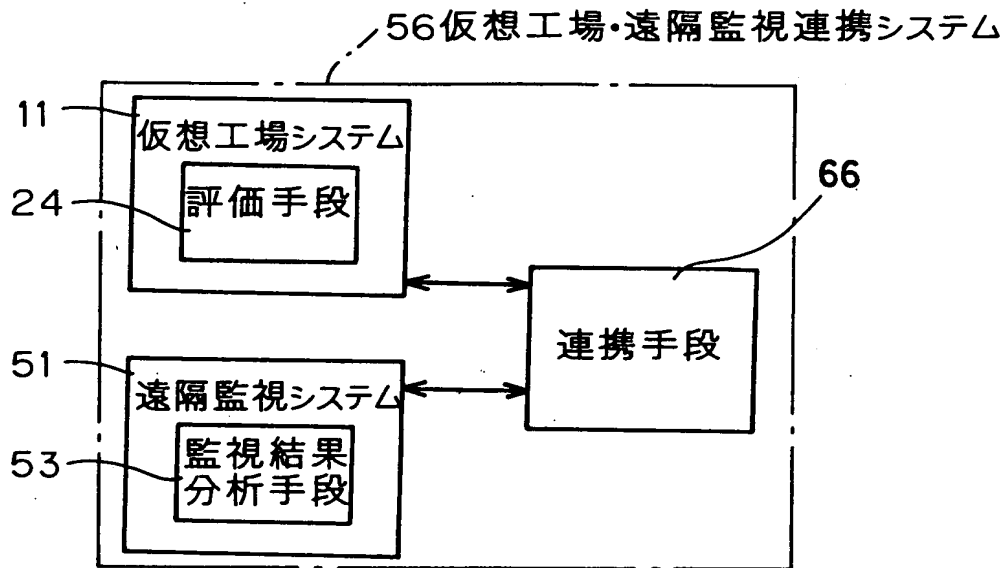 56仮想工場・遠隔監視連携システム
11
仮想工場システム
24
評価手段
66
連携手段
51
遠隔監視システム
53
監視結果
分析手段